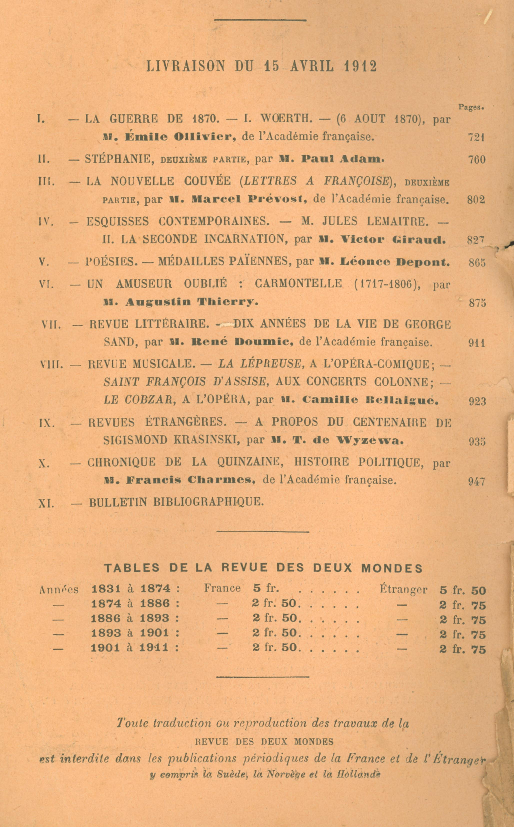 LIVRAISON DU 15 AVRIL 1912
Pages.
I. — LA GUERRE DE 1870. — I. WŒRTH. — (6 AOUT 1870), par
M. Émile Ollivier, de l'Académie française. 721
II. — STÉPHANIE, DEUXIÈME PARTIE, par M. Paul Adam. 760
III. — LA NOUVELLE COUVÉE (LETTRES A FRANÇOISE), DEUXIÈME
PARTIE, par M. Marcel Prévost, de l'Académie française. 802
IV. — ESQUISSES CONTEMPORAINES. — M. JULES LEMAITRE. —
II. LA SECONDE INCARNATION, par M. Victor Giraud. 827
V. — POÉSIES. — MÉDAILLES PAÏENNES, par M. Léonce Depont. 865
VI. — UN AMUSEUR OUBLIÉ : CARMONTELLE (1717-1806), par
M. Augustin Thierry. 875
VII. — REVUE LITTÉRAIRE. — DIX ANNÉES DE LA VIE DE GEORGE
SAND, par M. René Doumic, de l'Académie française. 911
VIII. — REVUE MUSICALE. — LA LÉPREUSE, A L'OPÉRA-COMIQUE; —
SAINT FRANÇOIS D'ASSISE, AUX CONCERTS COLONNE; —
LE COBZAR, A L'OPÉRA, par M. Camille Bellaigue. 923
IX. — REVUES ÉTRANGÈRES. — A PROPOS DU CENTENAIRE DE
SIGISMOND KRASINSKI, par M. T. de Wyzewa. 935
X. — CHRONIQUE DE LA QUINZAINE, HISTOIRE POLITIQUE, par
M. Francis Charmes, de l'Académie française. 947
XI. — BULLETIN BIBLIOGRAPHIQUE.
TABLES DE LA REVUE DES DEUX MONDES
Années 1831 à 1874 : France 5 fr. . . . . . . Étranger 5 fr. 50
— 1874 à 1886 : — 2 fr. 50. . . . . . — 2 fr. 75
— 1886 à 1893 : — 2 fr. 50. . . . . . — 2 fr. 75
— 1893 à 1901 : — 2 fr. 50. . . . . . — 2 fr. 75
— 1901 à 1911 : — 2 fr. 50. . . . . . — 2 fr. 75
Toute traduction ou reproduction des travaux de la
REVUE DES DEUX MONDES
est interdite dans les publications périodiques de la France et de l'Étranger
y compris la Suède, la Norvège et la Hollande